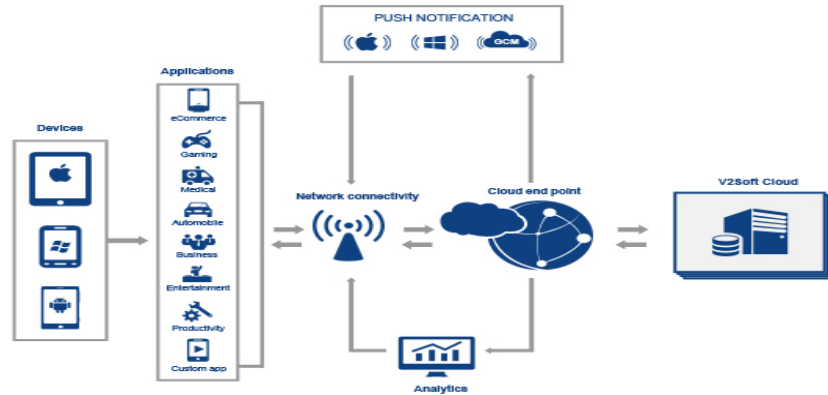 PUSH NOTIFICATION
GCM
Applications
eCommerce
Gaming
Medical
Automobile
Business
Entertainment
Productivity
Custom app
Devices
Network connectivity
Cloud end point
V2Soft Cloud
Analytics